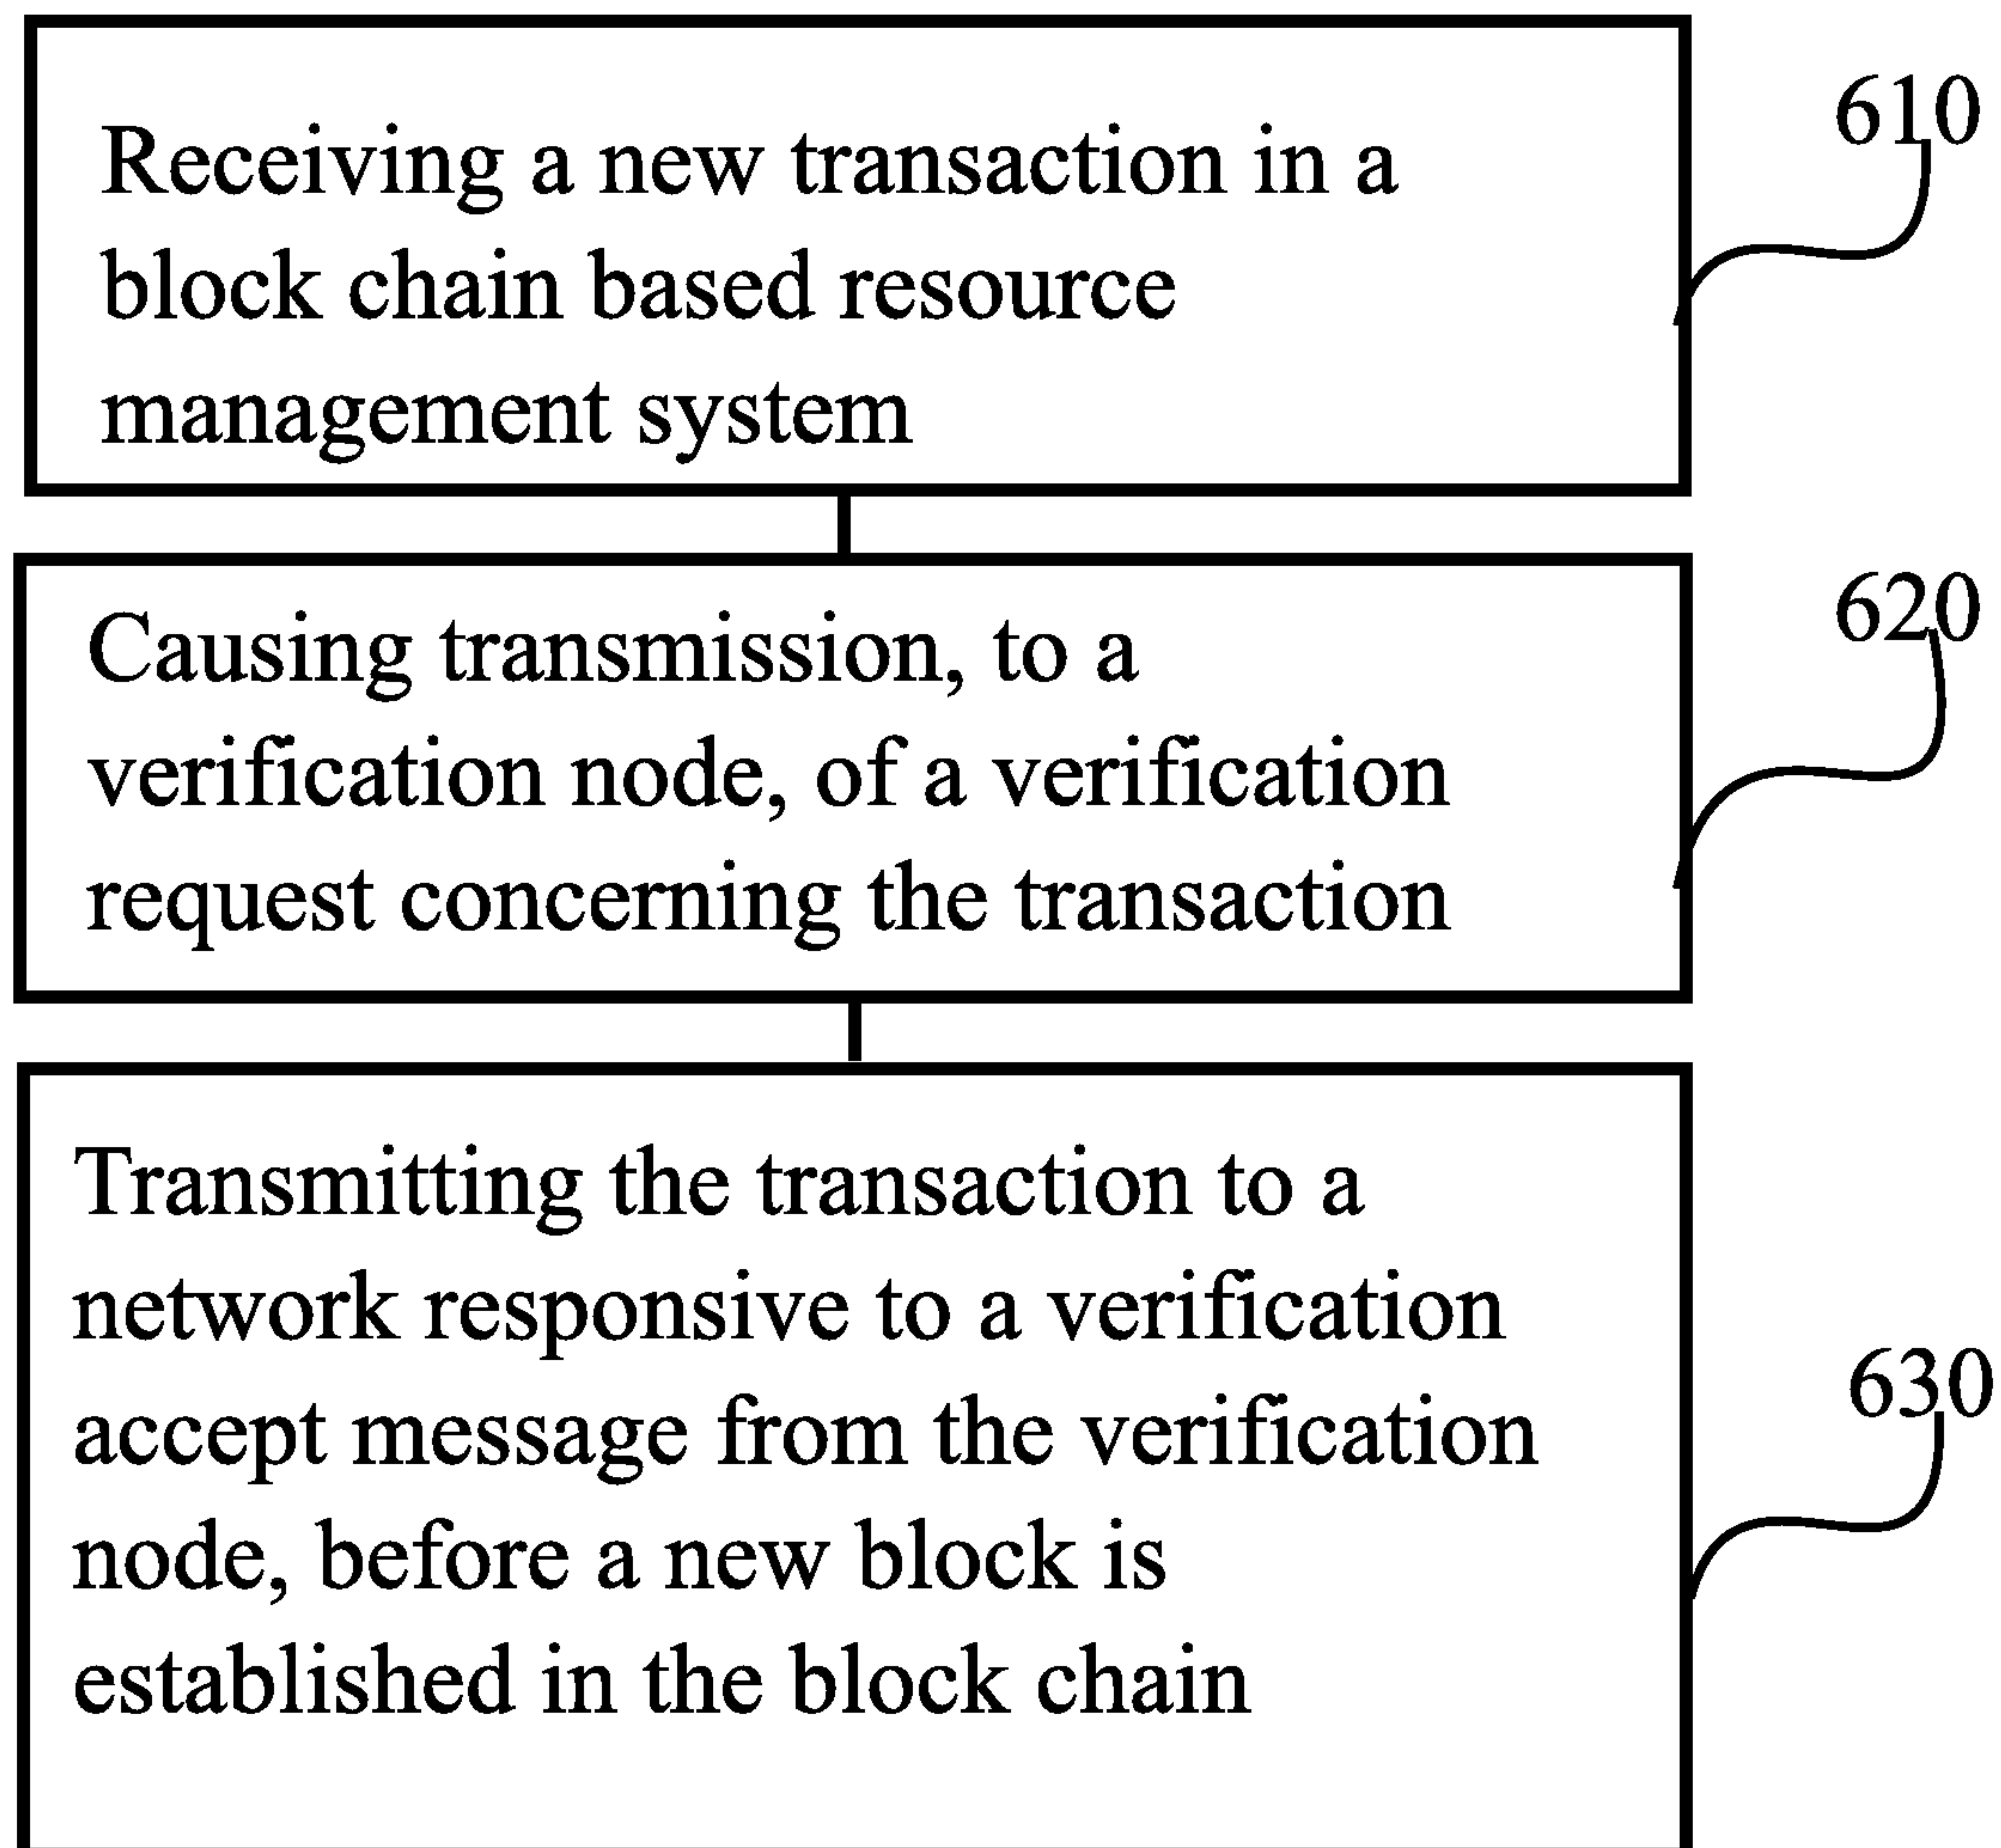 610
Receiving a new transaction in a
block chain based resource
management system
620
Causing transmission, to a
verification node, of a verification
request concerning the transaction
Transmitting the transaction to a
network responsive to a verification
630
accept message from the verification
node, before a new block is
established in the block chain